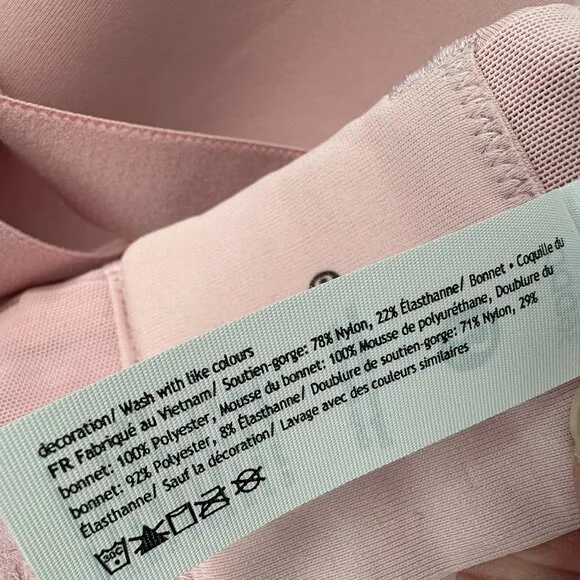 decoration/ Wash with like colours
FR Fabriqué au Vietnam/ Soutien-gorge: 78% Nylon, 22% Élasthanne/ Bonnet • Coquille du
bonnet: 100% Polyester, Mousse du bonnet: 100% Mousse de polyuréthane, Doublure du
bonnet: 92% Polyester, 8% Élasthanne/ Doublure de soutien-gorge: 71% Nylon, 29%
Élasthanne/ Sauf la décoration/ Lavage avec des couleurs similaires
30C